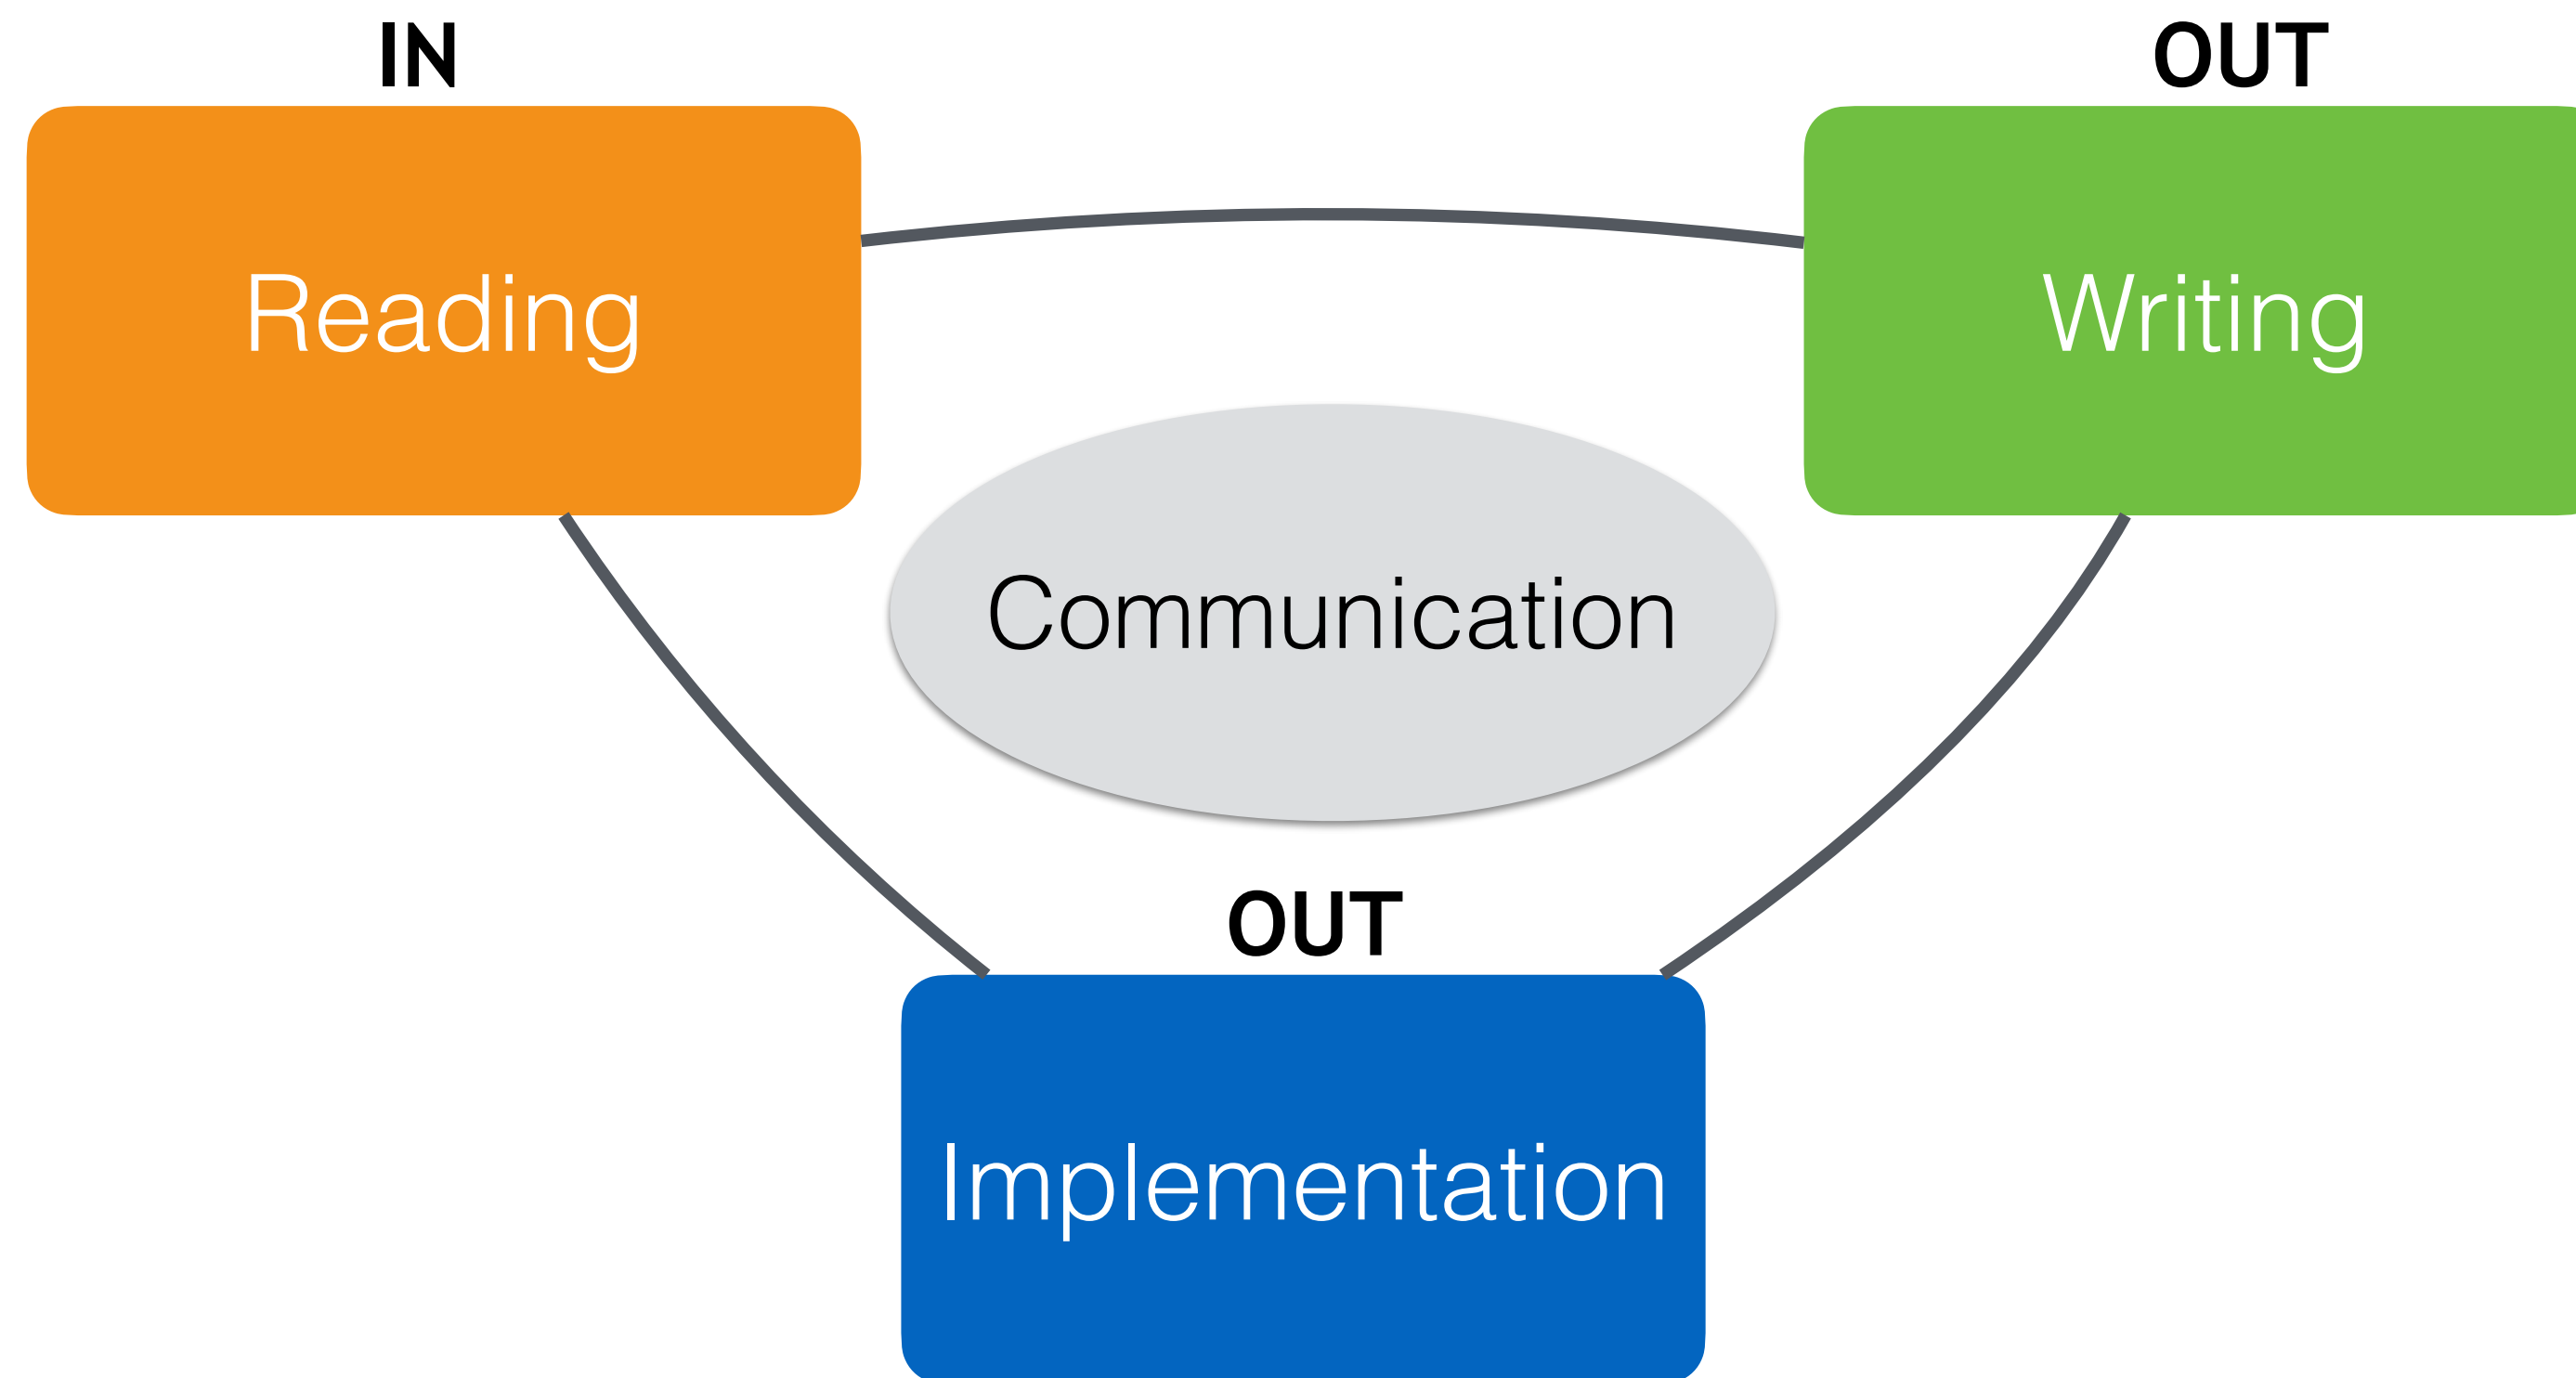 IN
OUT
Reading
Writing
Communication
OUT
Implementation